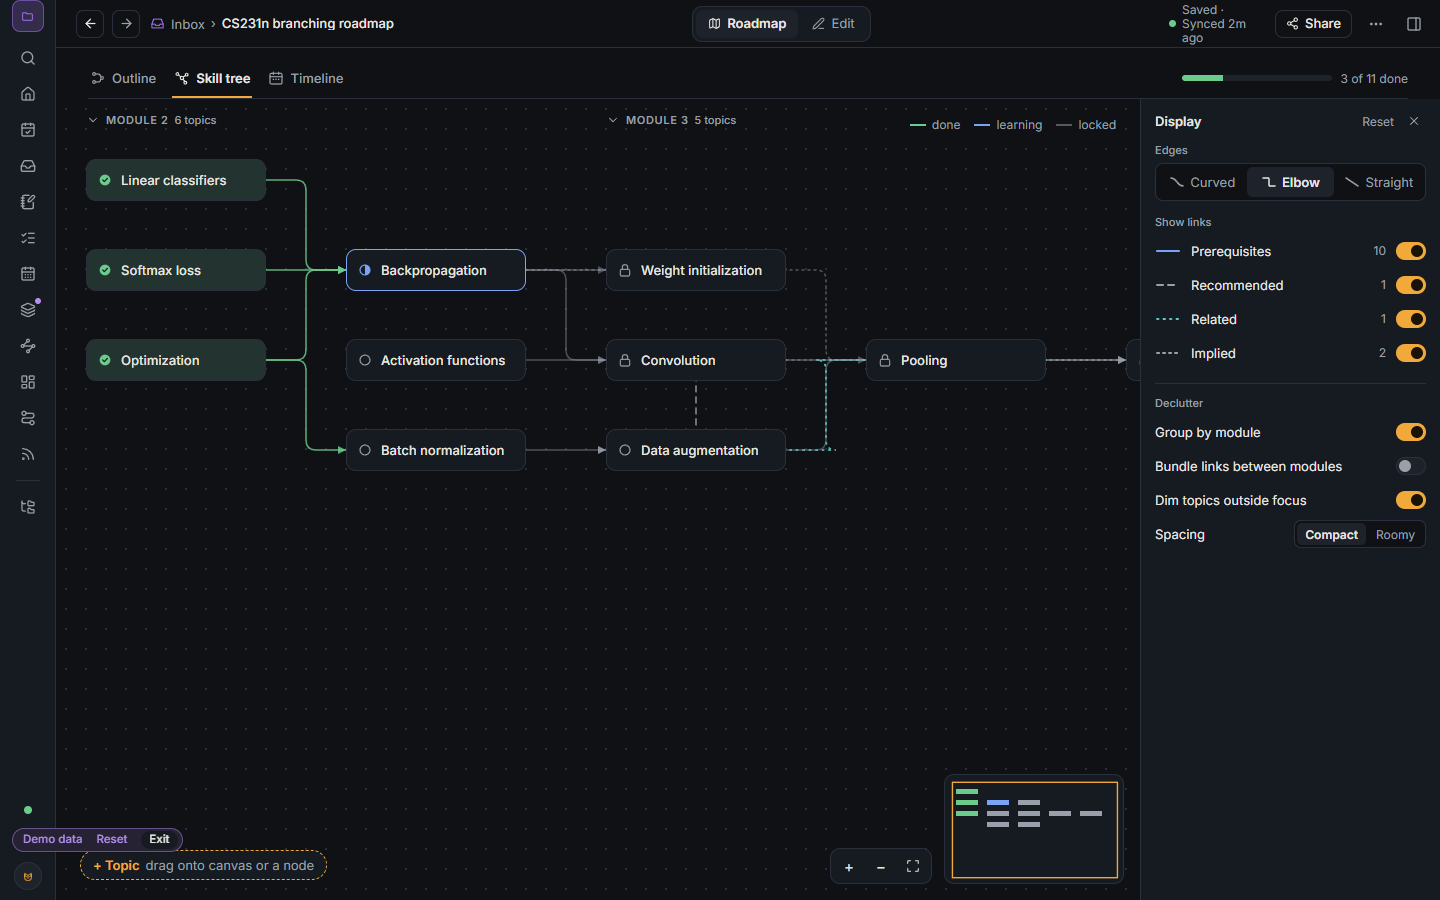 Inbox › CS231n branching roadmap
Roadmap
Edit
Saved ·
Synced 2m
ago
Share
Outline
Skill tree
Timeline
3 of 11 done
MODULE 2 6 topics
MODULE 3 5 topics
done
learning
locked
Linear classifiers
Softmax loss
Backpropagation
Weight initialization
Optimization
Activation functions
Convolution
Pooling
Batch normalization
Data augmentation
Display
Reset
Edges
Curved
Elbow
Straight
Show links
Prerequisites 10
Recommended 1
Related 1
Implied 2
Declutter
Group by module
Bundle links between modules
Dim topics outside focus
Spacing
Compact
Roomy
Demo data Reset Exit
+ Topic drag onto canvas or a node